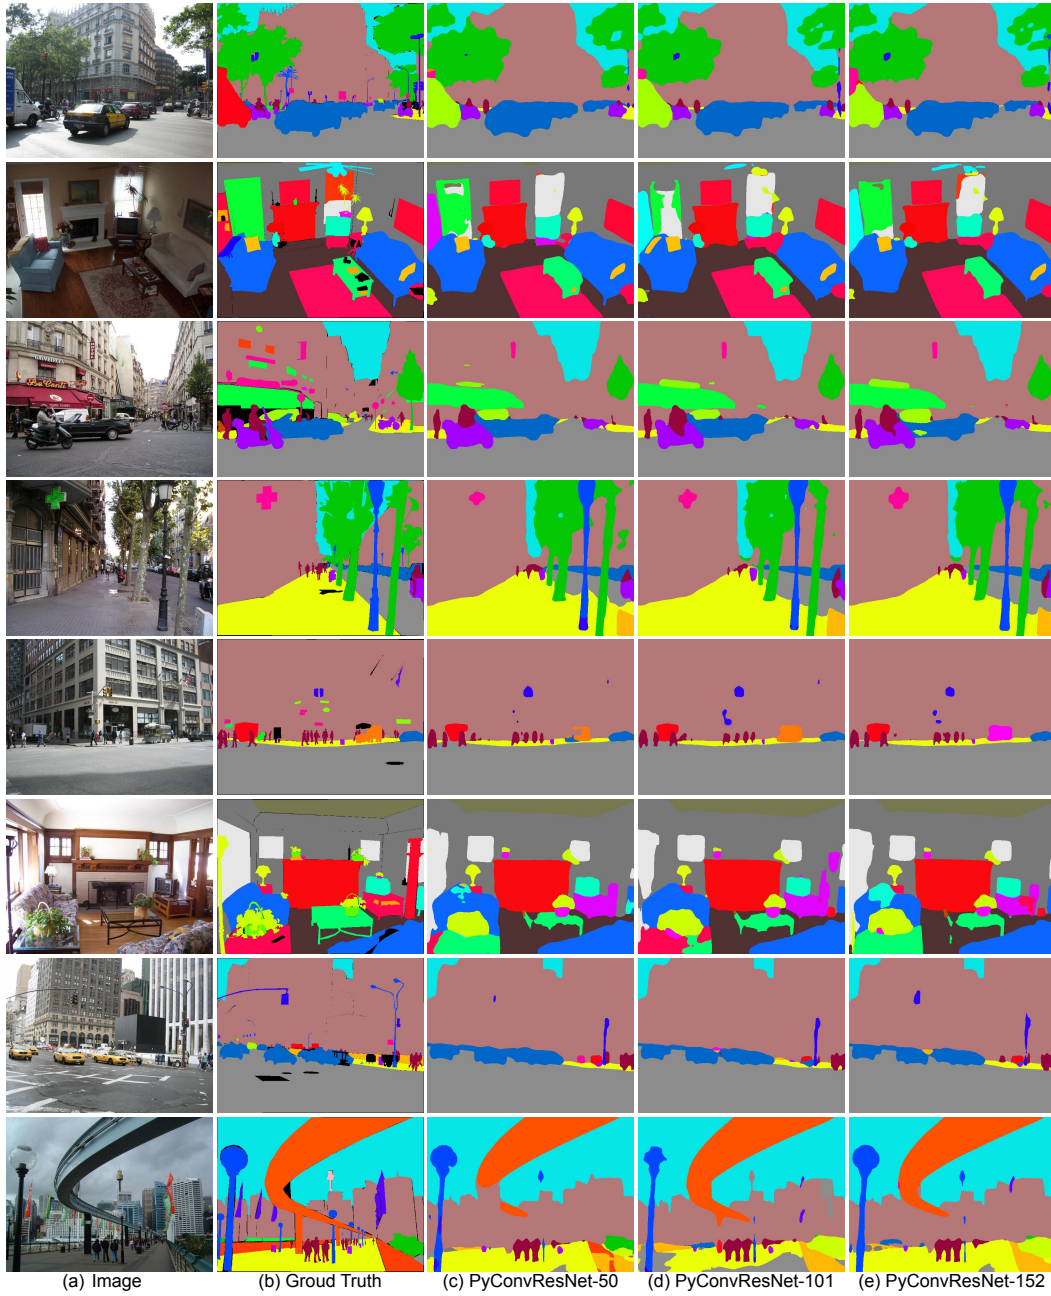 (a) Image
(b) Groud Truth
(c) PyConvResNet-50
(d) PyConvResNet-101
(e) PyConvResNet-152